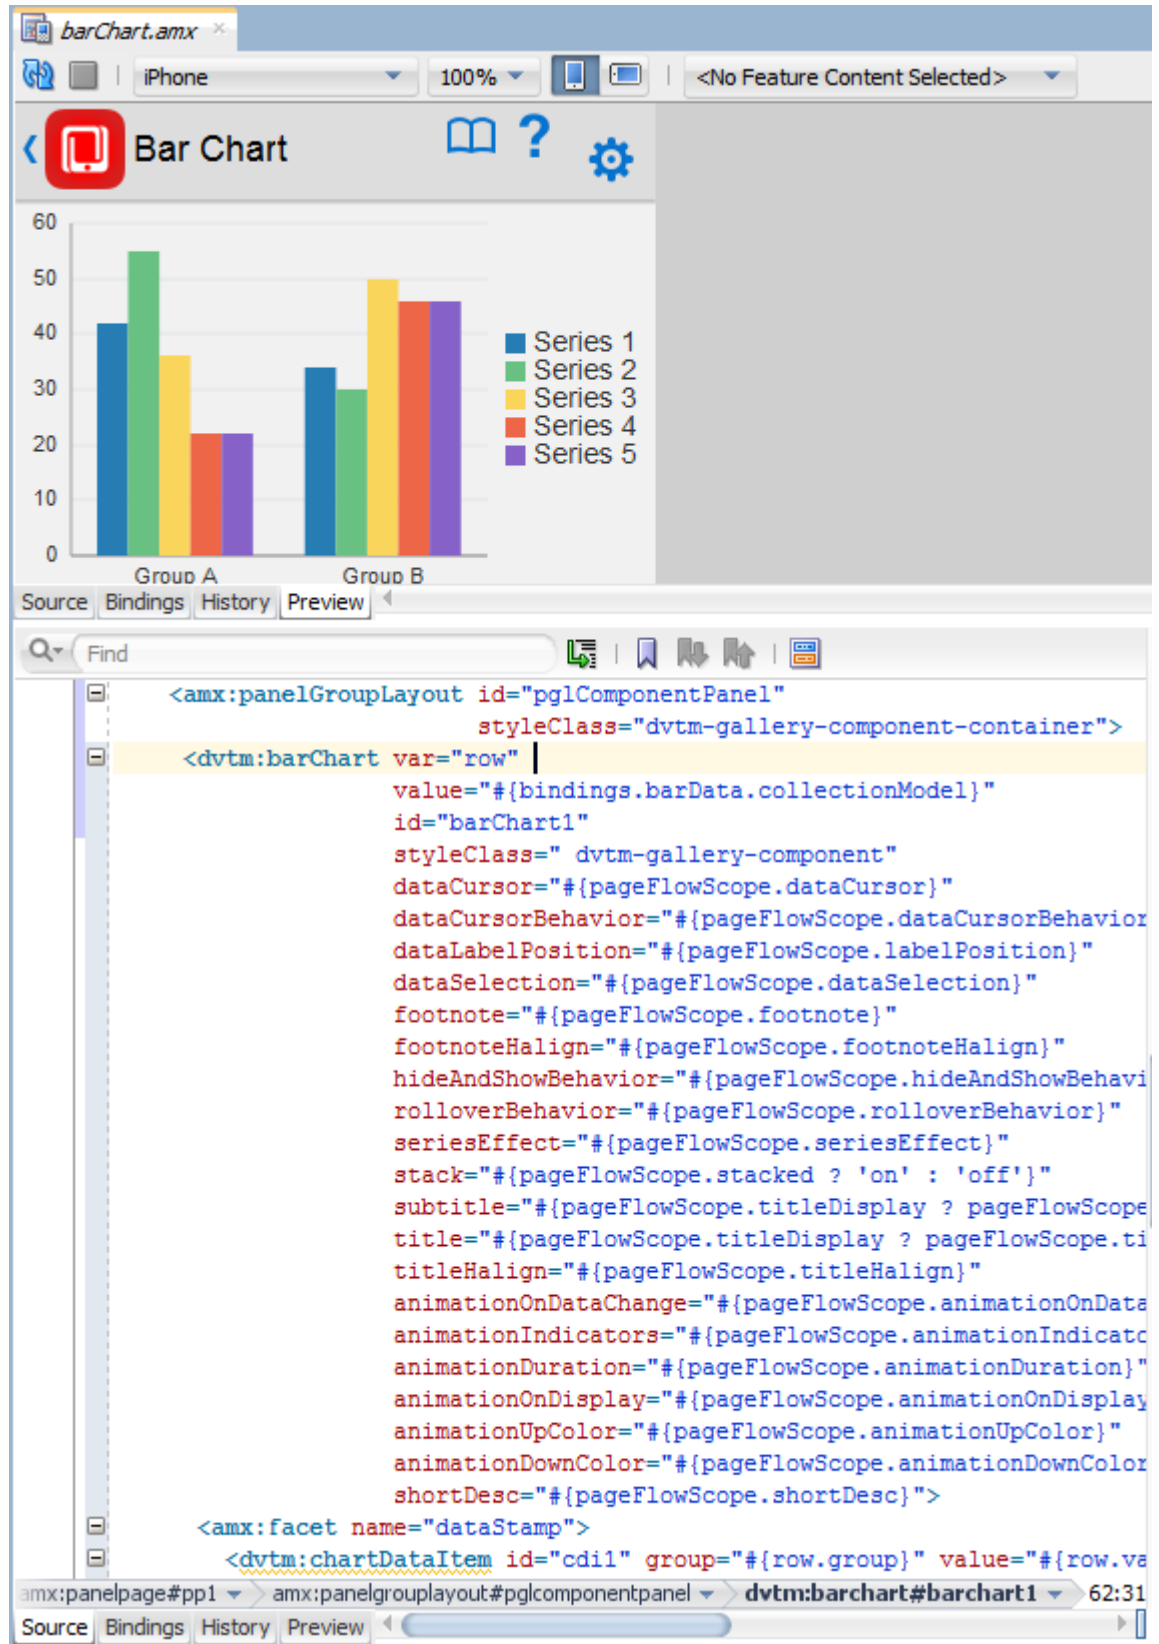 barChart.amx
iPhone 100% <No Feature Content Selected>
Bar Chart ?
60
50
40
30
20
10
0
Group A Group B
Series 1
Series 2
Series 3
Series 4
Series 5
Source Bindings History Preview
Find
<amx:panelGroupLayout id="pglComponentPanel"
styleClass="dvtm-gallery-component-container">
<dvtm:barChart var="row"
value="#{bindings.barData.collectionModel}"
id="barChart1"
styleClass=" dvtm-gallery-component"
dataCursor="#{pageFlowScope.dataCursor}"
dataCursorBehavior="#{pageFlowScope.dataCursorBehavior
dataLabelPosition="#{pageFlowScope.labelPosition}"
dataSelection="#{pageFlowScope.dataSelection}"
footnote="#{pageFlowScope.footnote}"
footnoteHalign="#{pageFlowScope.footnoteHalign}"
hideAndShowBehavior="#{pageFlowScope.hideAndShowBehavi
rolloverBehavior="#{pageFlowScope.rolloverBehavior}"
seriesEffect="#{pageFlowScope.seriesEffect}"
stack="#{pageFlowScope.stacked ? 'on' : 'off'}"
subtitle="#{pageFlowScope.titleDisplay ? pageFlowScope
title="#{pageFlowScope.titleDisplay ? pageFlowScope.ti
titleHalign="#{pageFlowScope.titleHalign}"
animationOnDataChange="#{pageFlowScope.animationOnData
animationIndicators="#{pageFlowScope.animationIndicato
animationDuration="#{pageFlowScope.animationDuration}"
animationOnDisplay="#{pageFlowScope.animationOnDisplay
animationUpColor="#{pageFlowScope.animationUpColor}"
animationDownColor="#{pageFlowScope.animationDownColor
shortDesc="#{pageFlowScope.shortDesc}">
<amx:facet name="dataStamp">
<dvtm:chartDataItem id="cdi1" group="#{row.group}" value="#{row.va
amx:panelpage#pp1 amx:panelgrouplayout#pglcomponentpanel dvtm:barchart#barchart1 62:31
Source Bindings History Preview